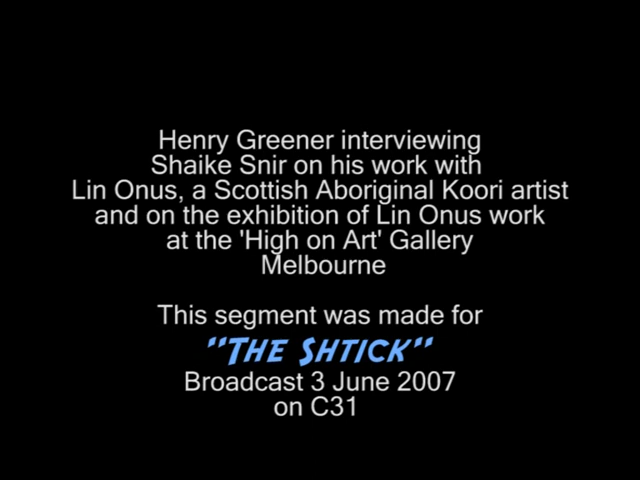 Henry Greener interviewing
Shaike Snir on his work with
Lin Onus, a Scottish Aboriginal Koori artist
and on the exhibition of Lin Onus work
at the 'High on Art' Gallery
Melbourne
This segment was made for
"THE SHTICK"
Broadcast 3 June 2007
on C31